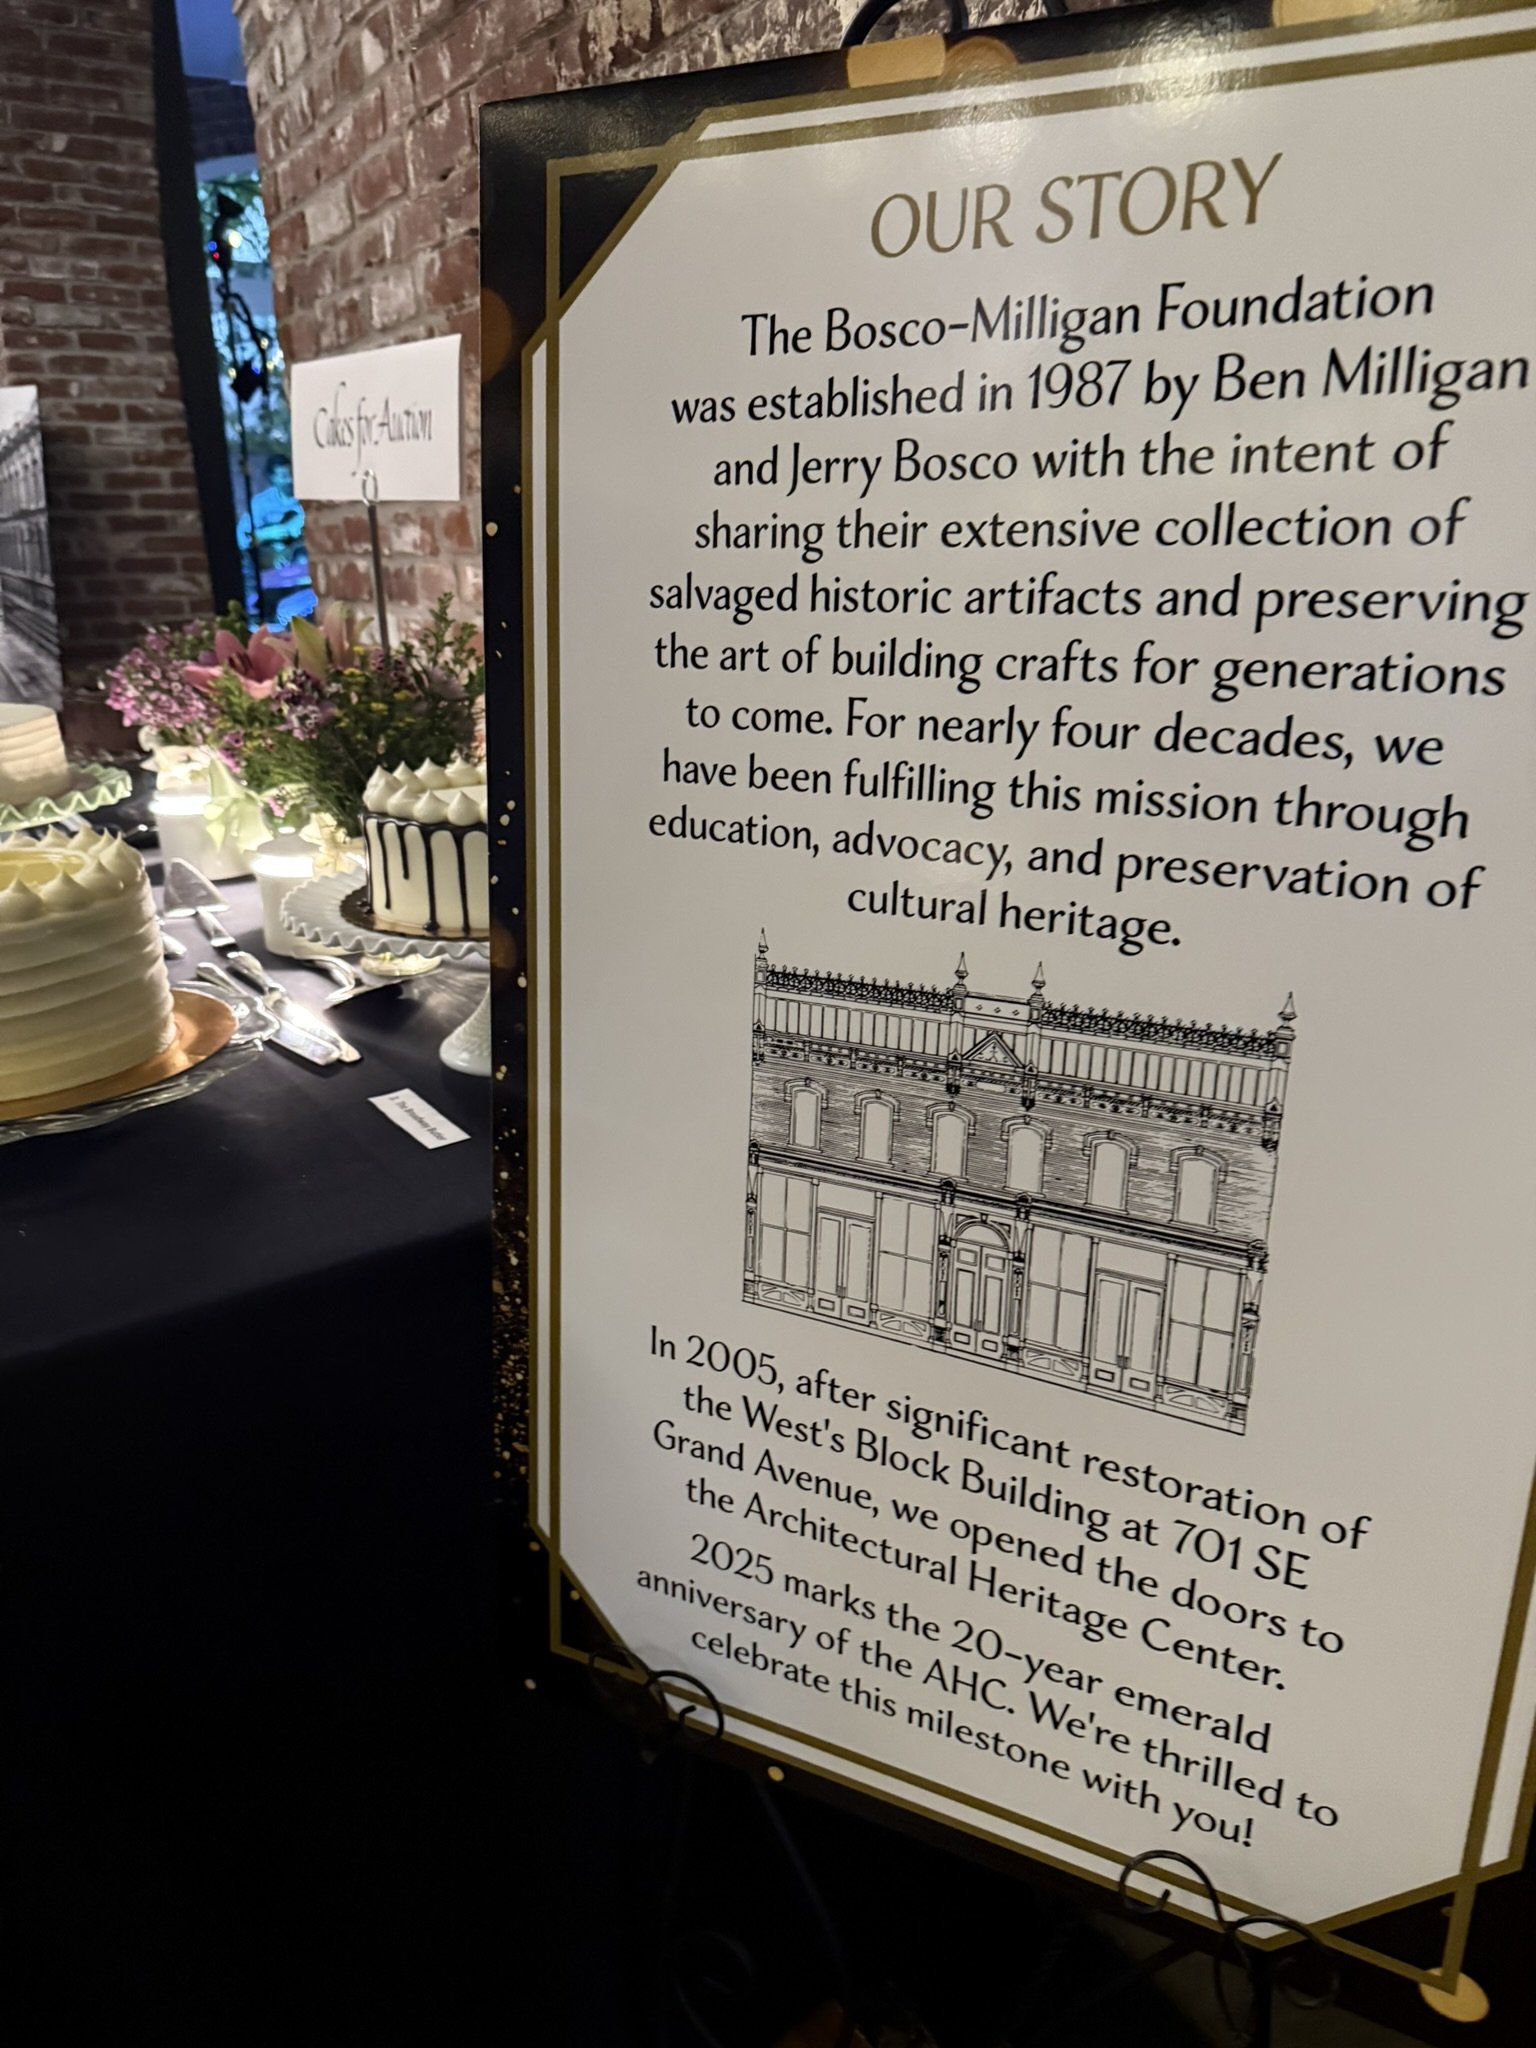 Cakes for Auction
OUR STORY
The Bosco-Milligan Foundation
was established in 1987 by Ben Milligan
and Jerry Bosco with the intent of
sharing their extensive collection of
salvaged historic artifacts and preserving
the art of building crafts for generations
to come. For nearly four decades, we
have been fulfilling this mission through
education, advocacy, and preservation of
cultural heritage.
In 2005, after significant restoration of
the West's Block Building at 701 SE
Grand Avenue, we opened the doors to
the Architectural Heritage Center.
2025 marks the 20-year emerald
anniversary of the AHC. We're thrilled to
celebrate this milestone with you!